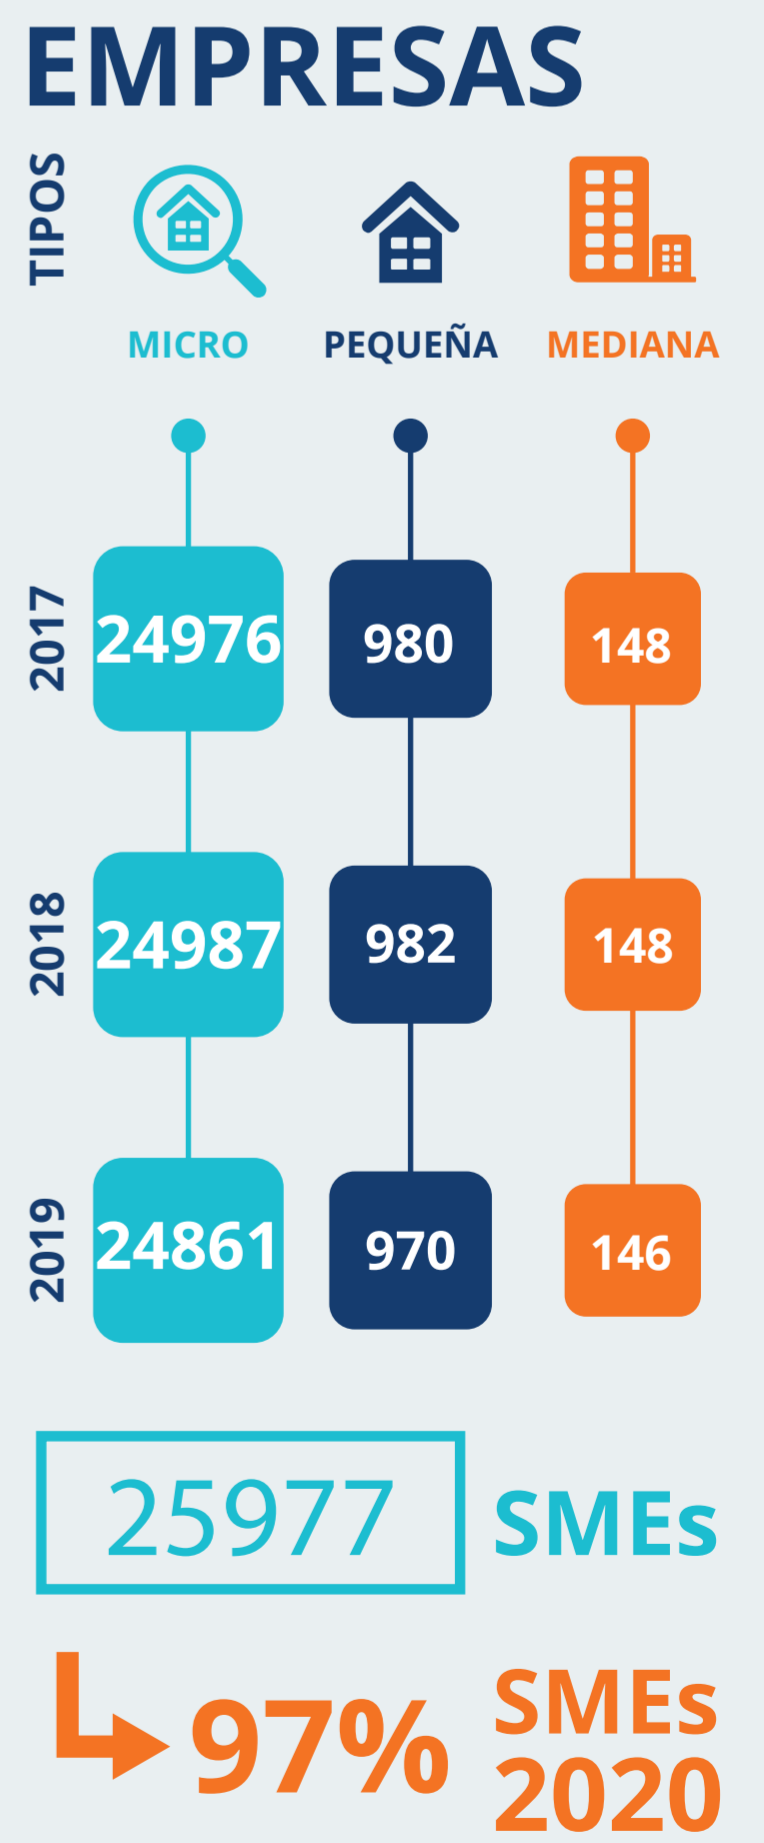 EMPRESAS
TIPOS
MICRO PEQUEÑA MEDIANA
2017 24976 980 148
2018 24987 982 148
2019 24861 970 146
25977 SMEs
97% SMEs
2020